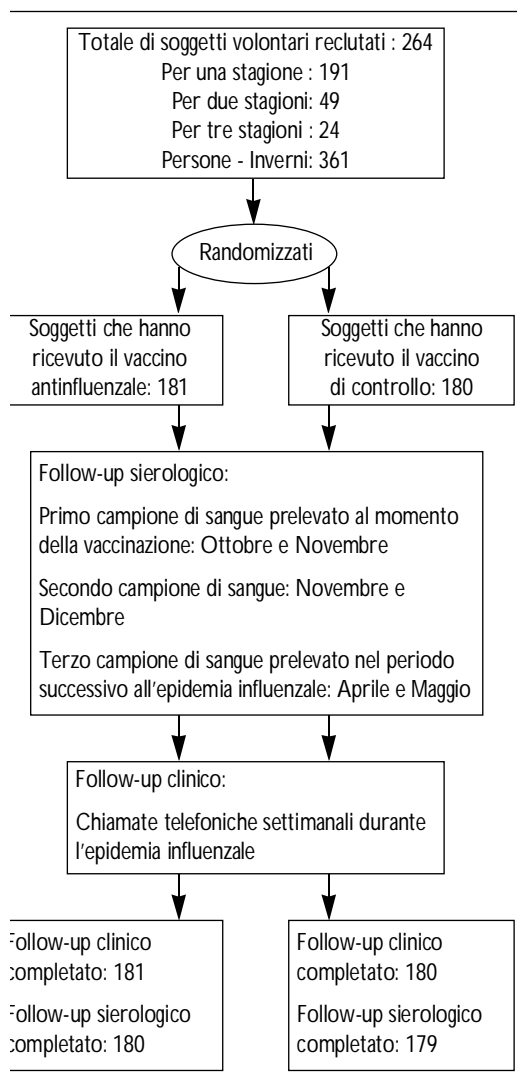 Totale di soggetti volontari reclutati : 264
Per una stagione : 191
Per due stagioni: 49
Per tre stagioni : 24
Persone - Inverni: 361
Randomizzati
Soggetti che hanno
ricevuto il vaccino
antinfluenzale: 181
Soggetti che hanno
ricevuto il vaccino
di controllo: 180
Follow-up sierologico:
Primo campione di sangue prelevato al momento
della vaccinazione: Ottobre e Novembre
Secondo campione di sangue: Novembre e
Dicembre
Terzo campione di sangue prelevato nel periodo
successivo all'epidemia influenzale: Aprile e Maggio
Follow-up clinico:
Chiamate telefoniche settimanali durante
l'epidemia influenzale
Follow-up clinico
completato: 181
Follow-up sierologico
completato: 180
Follow-up clinico
completato: 180
Follow-up sierologico
completato: 179